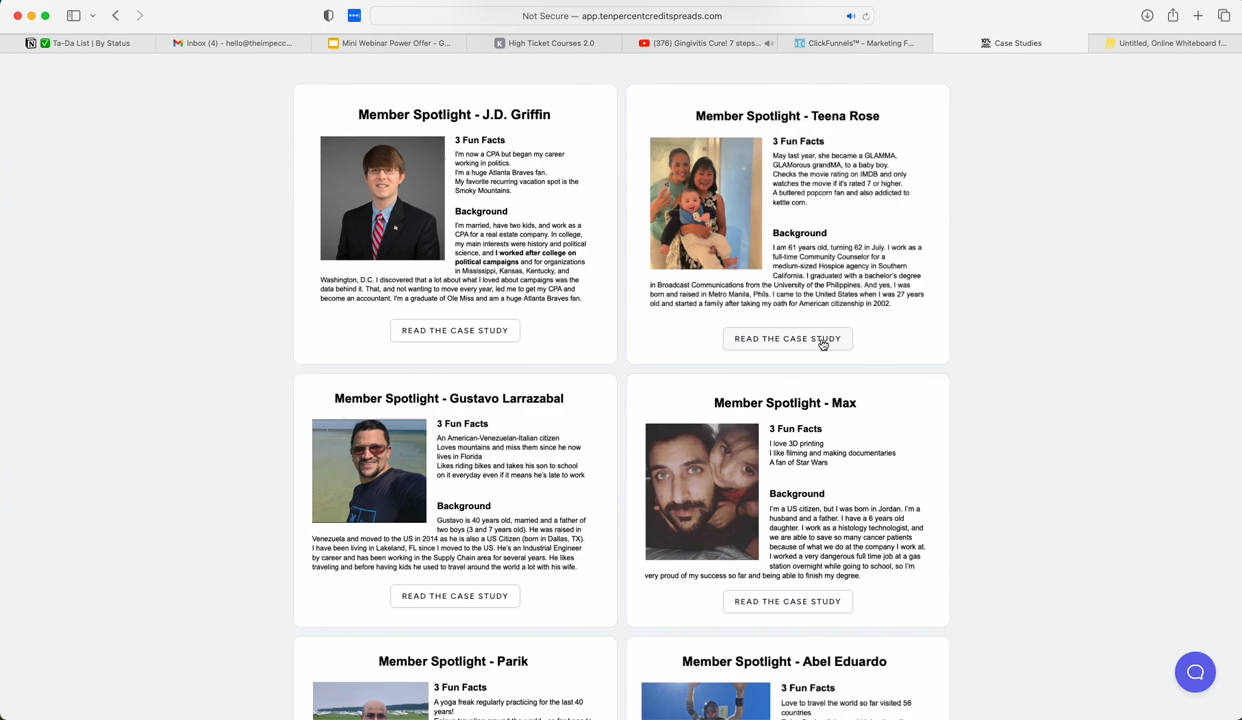 Not Secure — app.tenpercentcreditspreads.com
Ta-Da List | By Status
Inbox (4) - hello@theimpecc...
Mini Webinar Power Offer - G...
High Ticket Courses 2.0
(376) Gingivitis Cure! 7 steps...
ClickFunnels™ - Marketing F...
10%
Case Studies
Untitled, Online Whiteboard f...
Member Spotlight - J.D. Griffin
3 Fun Facts
I'm now a CPA but began my career
working in politics.
I'm a huge Atlanta Braves fan.
My favorite recurring vacation spot is the
Smoky Mountains.
Background
I'm married, have two kids, and work as a
CPA for a real estate company. In college,
my main interests were history and political
science, and I worked after college on
political campaigns and for organizations
in Mississippi, Kansas, Kentucky, and
Washington, D.C. I discovered that a lot about what I loved about campaigns was the
data behind it. That, and not wanting to move every year, led me to get my CPA and
become an accountant. I'm a graduate of Ole Miss and am a huge Atlanta Braves fan.
READ THE CASE STUDY
Member Spotlight - Teena Rose
3 Fun Facts
May last year, she became a GLAMMA,
GLAMorous grandMA, to a baby boy.
Checks the movie rating on IMDB and only
watches the movie if it's rated 7 or higher.
A buttered popcorn fan and also addicted to
kettle corn.
Background
I am 61 years old, turning 62 in July. I work as a
full-time Community Counselor for a
medium-sized Hospice agency in Southern
California. I graduated with a bachelor's degree
in Broadcast Communications from the University of the Philippines. And yes, I was
born and raised in Metro Manila, Phils. I came to the United States when I was 27 years
old and started a family after taking my oath for American citizenship in 2002.
READ THE CASE STUDY
Member Spotlight - Gustavo Larrazabal
3 Fun Facts
An American-Venezuelan-Italian citizen
Loves mountains and miss them since he now
lives in Florida
Likes riding bikes and takes his son to school
on it everyday even if it means he's late to work
Background
Gustavo is 40 years old, married and a father of
two boys (3 and 7 years old). He was raised in
Venezuela and moved to the US in 2014 as he is also a US Citizen (born in Dallas, TX).
I have been living in Lakeland, FL since I moved to the US. He's an Industrial Engineer
by career and has been working in the Supply Chain area for several years. He likes
traveling and before having kids he used to travel around the world a lot with his wife.
READ THE CASE STUDY
Member Spotlight - Max
3 Fun Facts
I love 3D printing
I like filming and making documentaries
A fan of Star Wars
Background
I'm a US citizen, but I was born in Jordan. I'm a
husband and a father. I have a 6 years old
daughter. I work as a histology technologist, and
we are able to save so many cancer patients
because of what we do at the company I work at.
I worked a very dangerous full time job at a gas
station overnight while going to school, so I'm
very proud of my success so far and being able to finish my degree.
READ THE CASE STUDY
Member Spotlight - Parik
3 Fun Facts
A yoga freak regularly practicing for the last 40
years!
Member Spotlight - Abel Eduardo
3 Fun Facts
Love to travel the world so far visited 56
countries